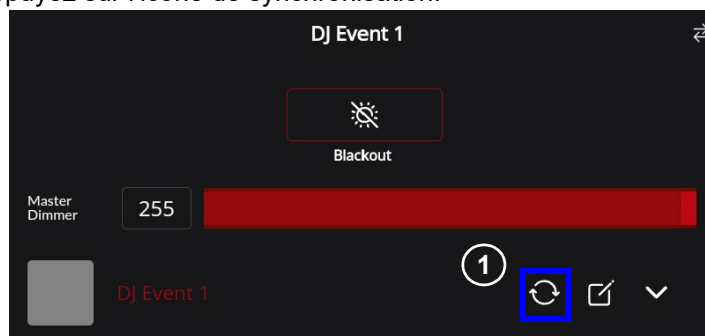 DJ Event 1
Blackout
Master
Dimmer
255
1
DJ Event 1